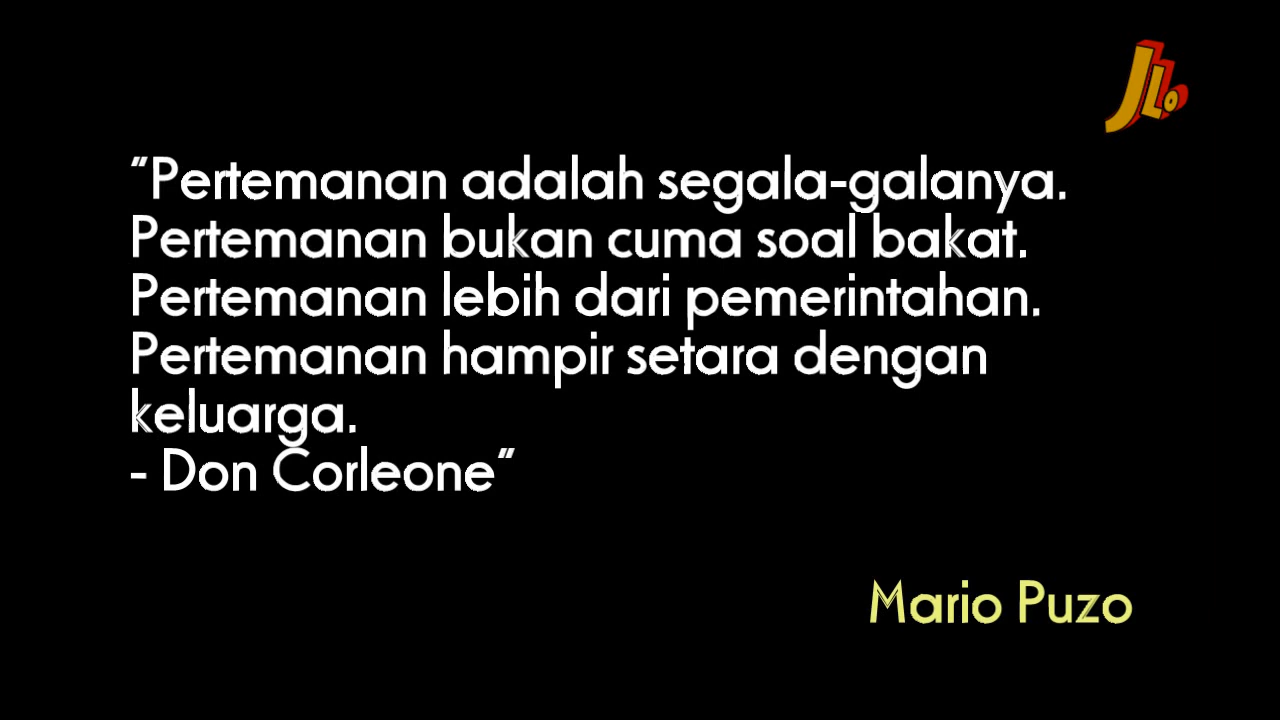 JLo
"Pertemanan adalah segala-galanya.
Pertemanan bukan cuma soal bakat.
Pertemanan lebih dari pemerintahan.
Pertemanan hampir setara dengan
keluarga.
- Don Corleone"
Mario Puzo